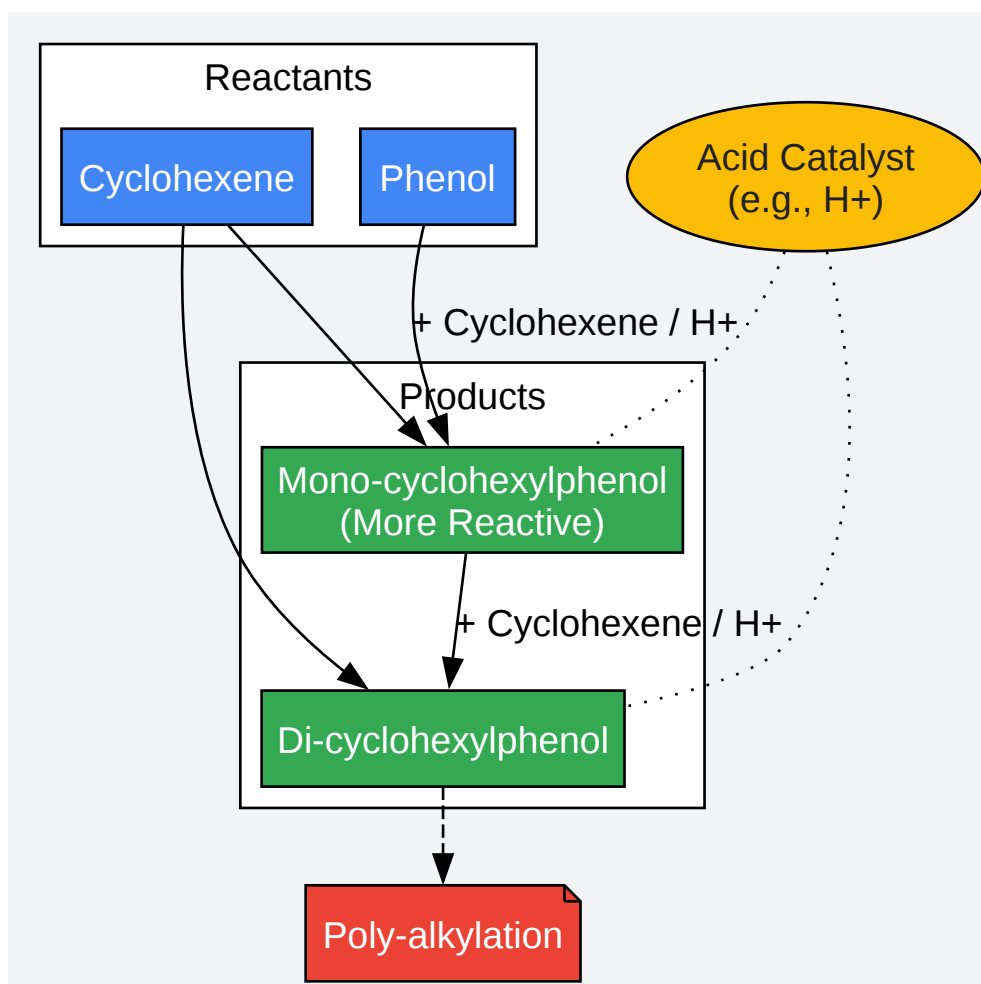 Reactants
Cyclohexene
Phenol
Acid Catalyst
(e.g., H+)
+ Cyclohexene / H+
Products
Mono-cyclohexylphenol
(More Reactive)
+ Cyclohexene / H+
Di-cyclohexylphenol
Poly-alkylation